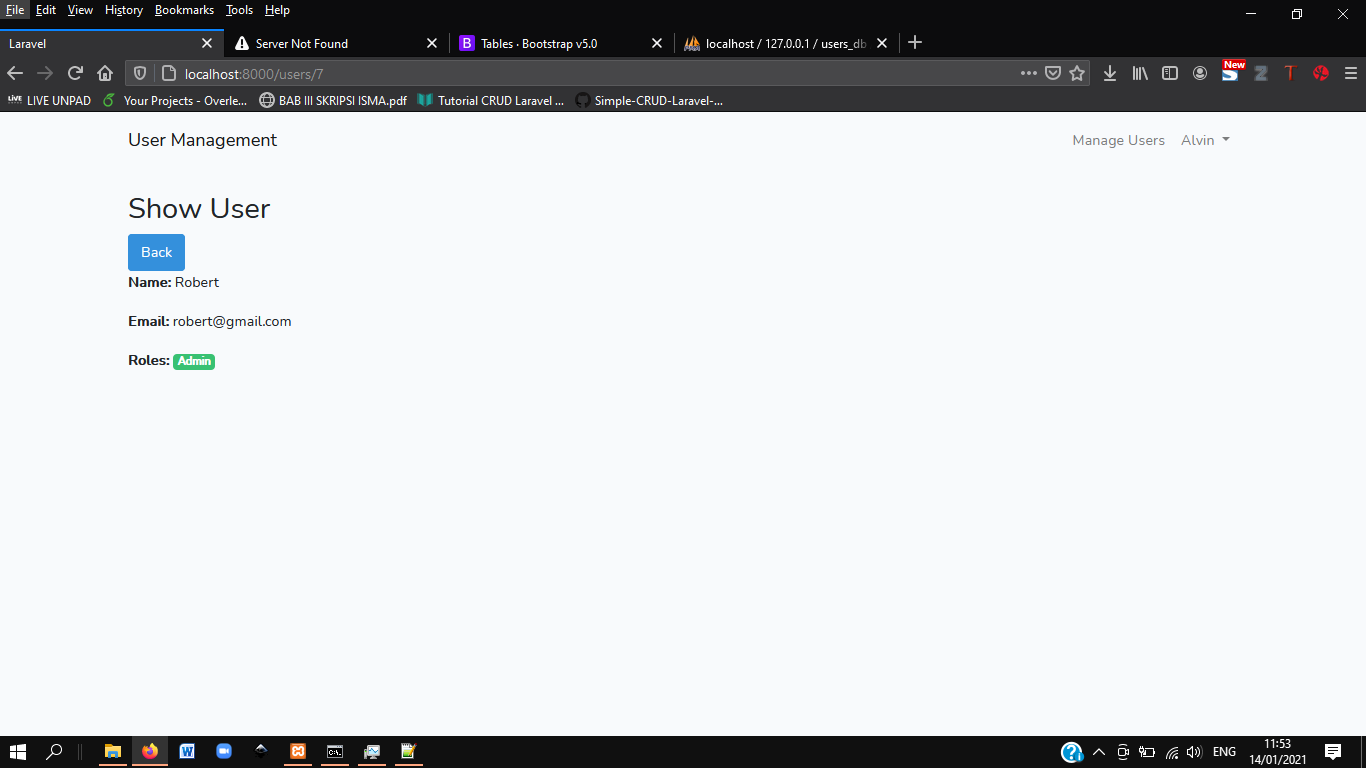 File Edit View History Bookmarks Tools Help
Laravel Server Not Found B Tables · Bootstrap v5.0 localhost / 127.0.0.1 / users_db
localhost:8000/users/7 New
LIVE LIVE UNPAD Your Projects - Overle... BAB III SKRIPSI ISMA.pdf Tutorial CRUD Laravel ... Simple-CRUD-Laravel-...
User Management Manage Users Alvin
Show User
Back
Name: Robert
Email: robert@gmail.com
Roles: Admin
ENG 11:53
14/01/2021